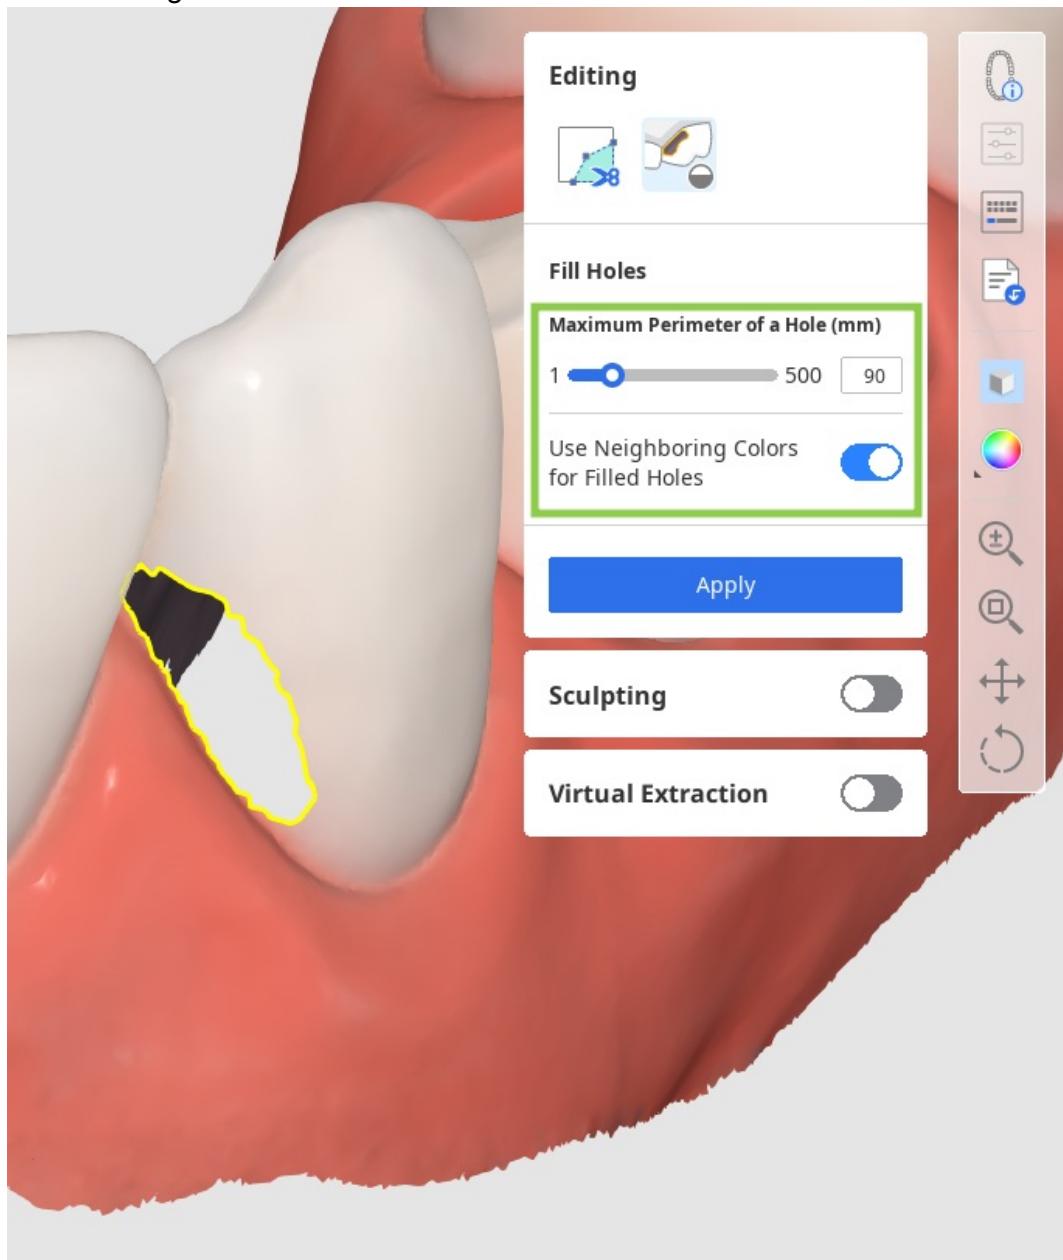 Editing
Fill Holes
Maximum Perimeter of a Hole (mm)
1 500 90
Use Neighboring Colors
for Filled Holes
Apply
Sculpting
Virtual Extraction